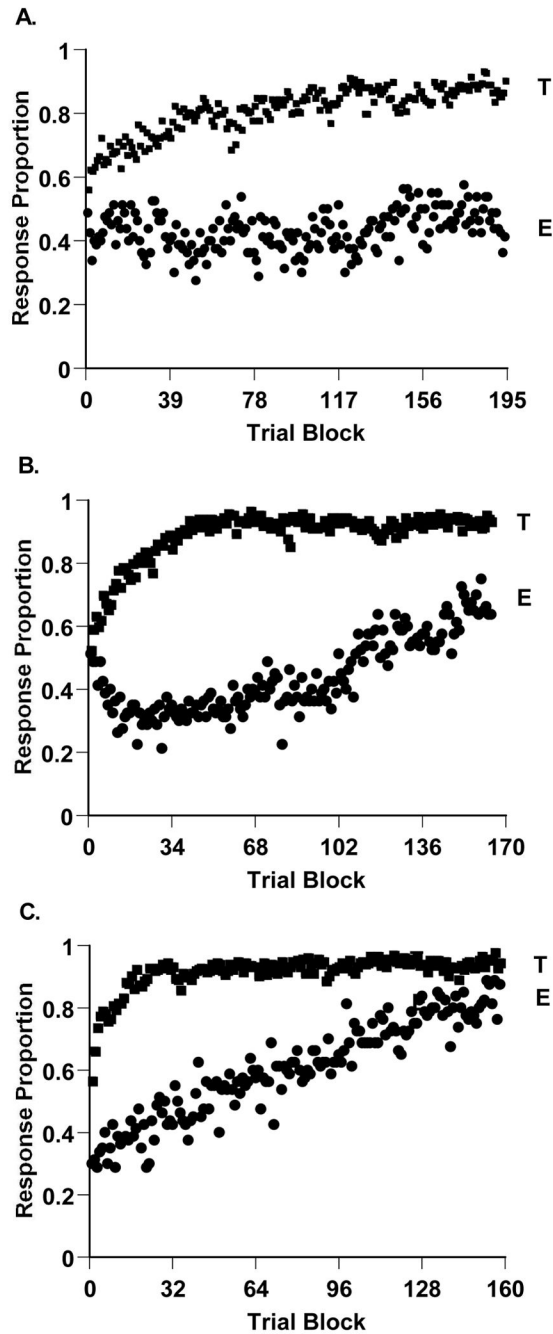 A.
1
0.8
0.6
0.4
0.2
0
Response Proportion
T
E
0 39 78 117 156 195
Trial Block
B.
1
0.8
0.6
0.4
0.2
0
Response Proportion
T
E
0 34 68 102 136 170
Trial Block
C.
1
0.8
0.6
0.4
0.2
0
Response Proportion
T
E
0 32 64 96 128 160
Trial Block